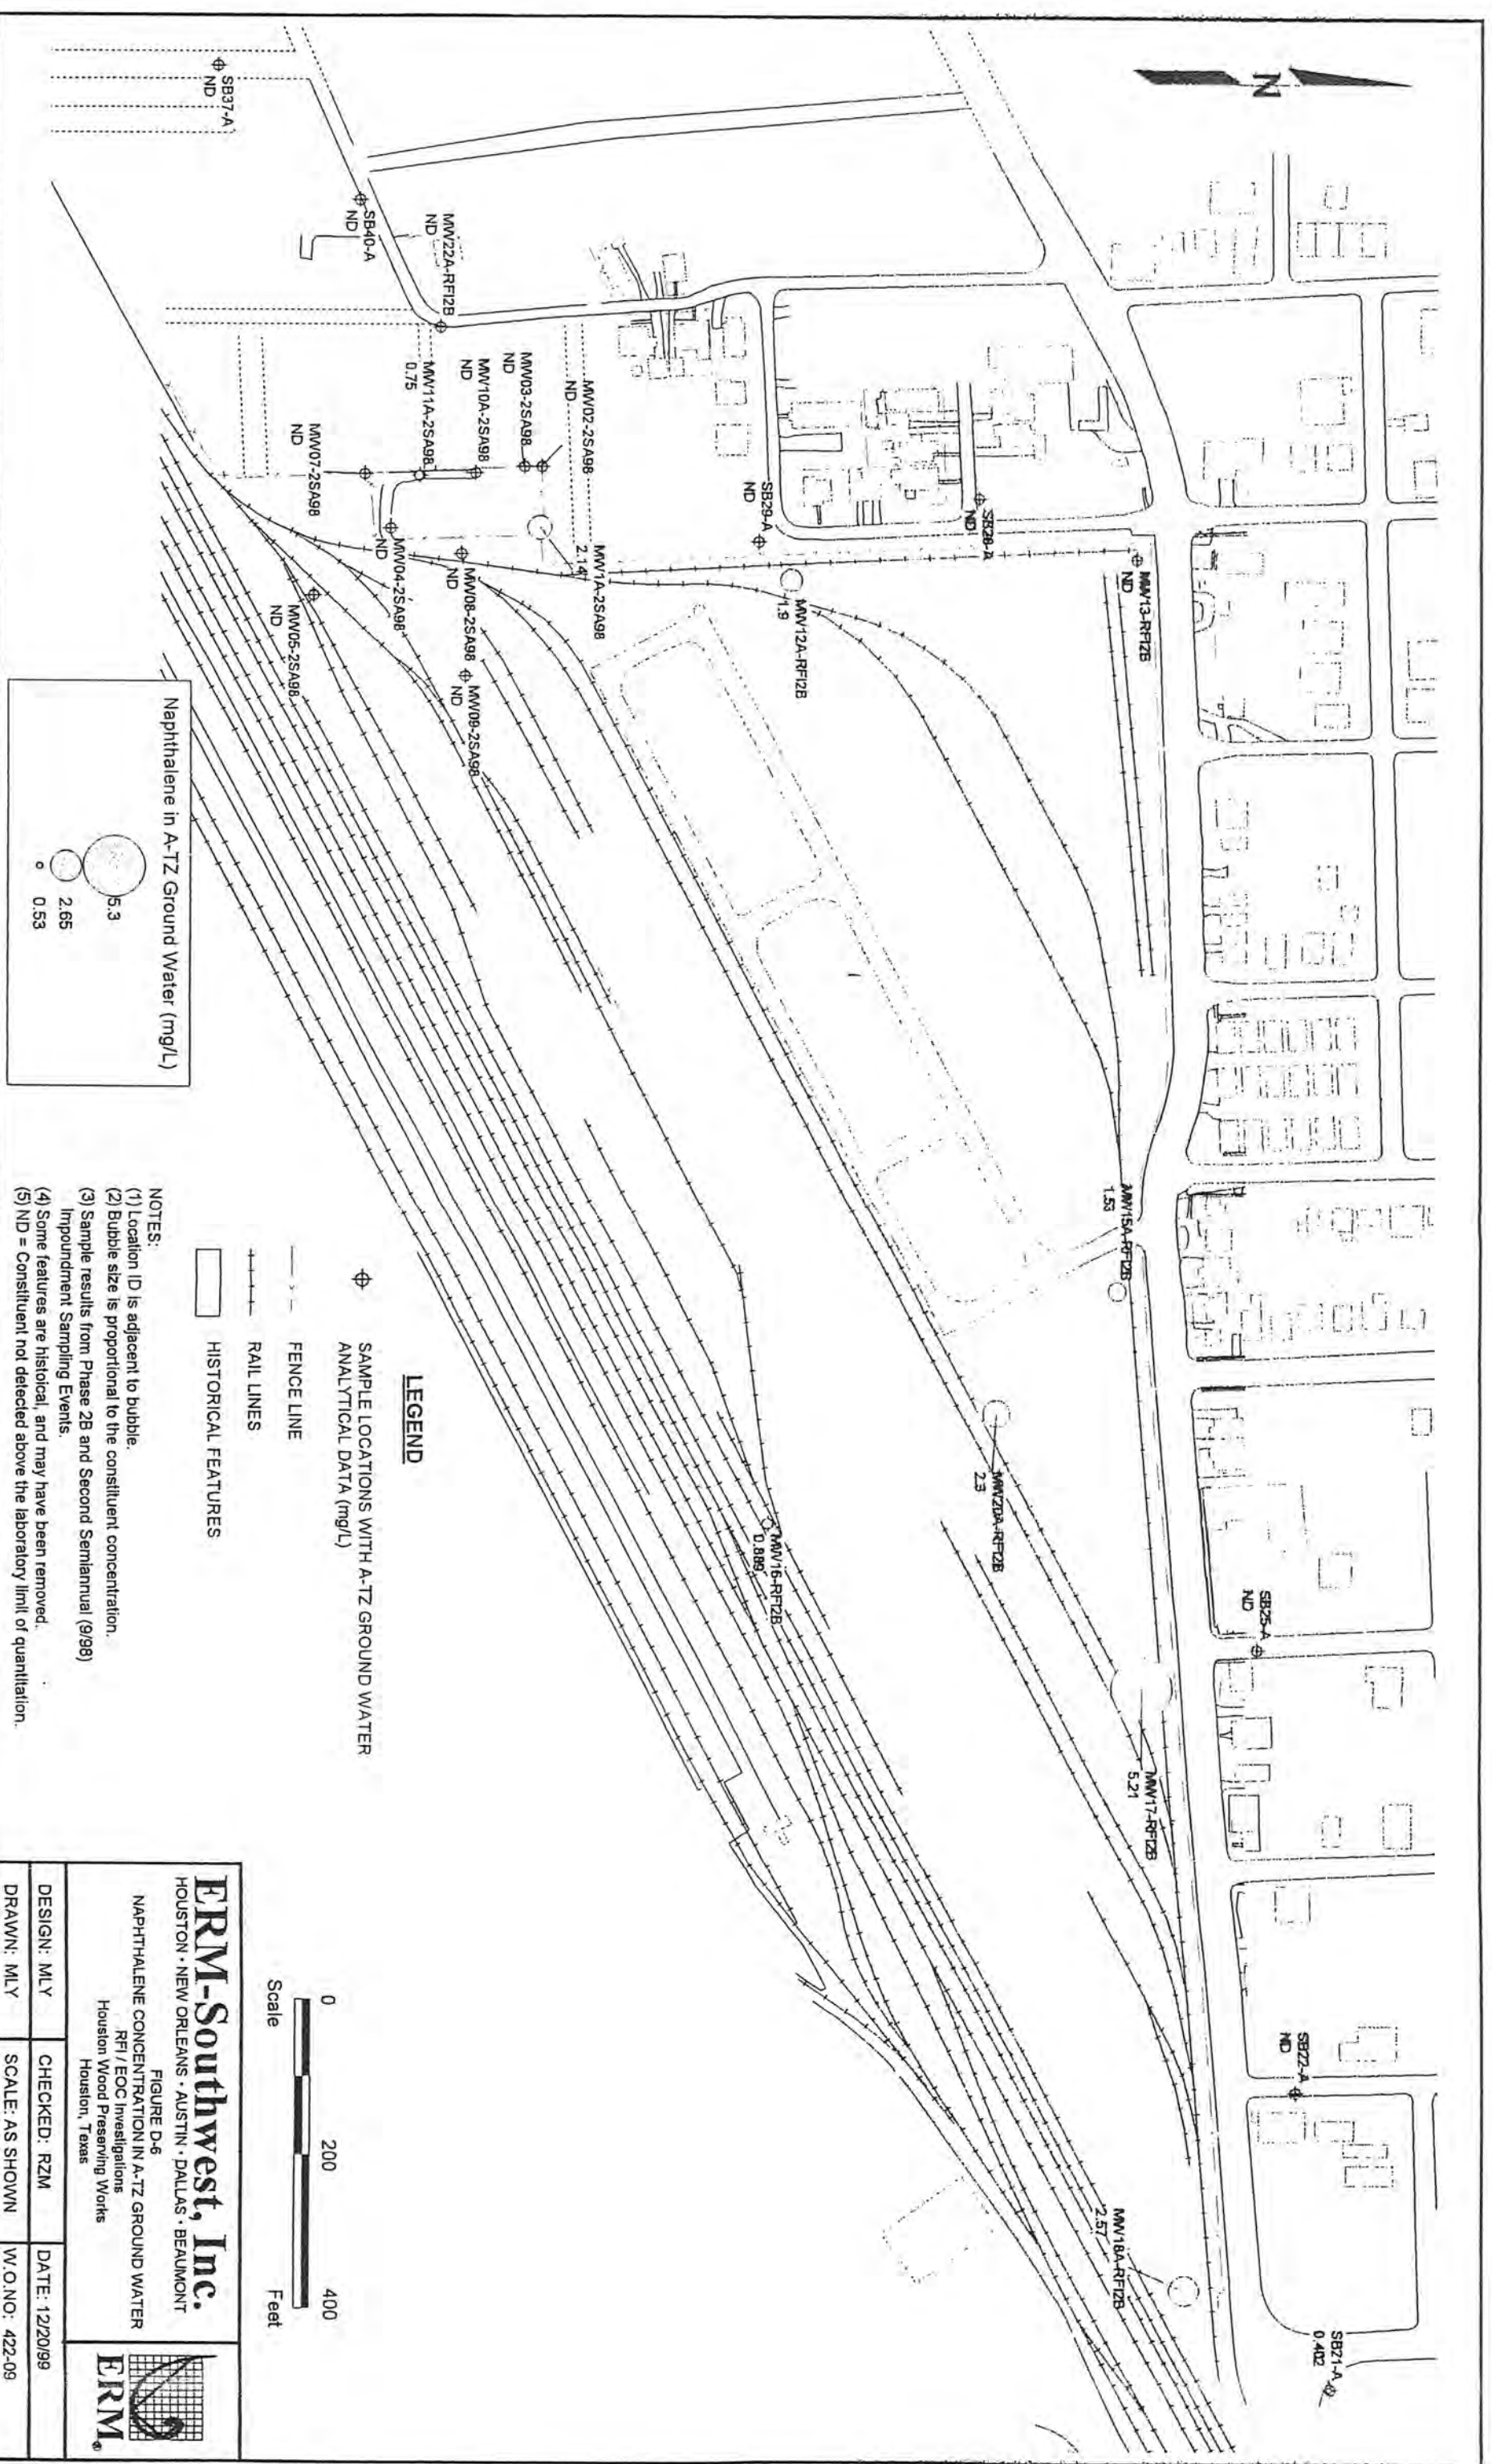 N
SB37-A
ND
SB40-A
ND
MW22A-RFI2B
ND
MW11A-2SA98
0.75
MW10A-2SA98
ND
MW03-2SA98
ND
MW02-2SA98
ND
MW07-2SA98
ND
MW04-2SA98
ND
MW05-2SA98
ND
MW08-2SA98
ND
MW09-2SA98
ND
MW1A-2SA98
2.14
SB29-A
ND
SB28-A
ND
MW12A-RFI2B
1.9
MW13-RFI2B
ND
MW15A-RFI2B
1.53
MW20A-RFI2B
2.3
MW16-RFI2B
0.889
MW17-RFI2B
5.21
SB25-A
ND
SB22-A
ND
MW18A-RFI2B
2.57
SB21-A
0.402
Naphthalene in A-TZ Ground Water (mg/L)
5.3
2.65
0.53
LEGEND
SAMPLE LOCATIONS WITH A-TZ GROUND WATER
ANALYTICAL DATA (mg/L)
FENCE LINE
RAIL LINES
HISTORICAL FEATURES
NOTES:
(1) Location ID is adjacent to bubble.
(2) Bubble size is proportional to the constituent concentration.
(3) Sample results from Phase 2B and Second Semiannual (9/98)
Impoundment Sampling Events.
(4) Some features are histoical, and may have been removed.
(5) ND = Constituent not detected above the laboratory limit of quantitation.
0 200 400
Scale Feet
ERM-Southwest, Inc.
HOUSTON • NEW ORLEANS • AUSTIN • DALLAS • BEAUMONT
FIGURE D-6
NAPHTHALENE CONCENTRATION IN A-TZ GROUND WATER
RFI / EOC Investigations
Houston Wood Preserving Works
Houston, Texas
ERM®
DESIGN: MLY CHECKED: RZM DATE: 12/20/99
DRAWN: MLY SCALE: AS SHOWN W.O.NO: 422-09